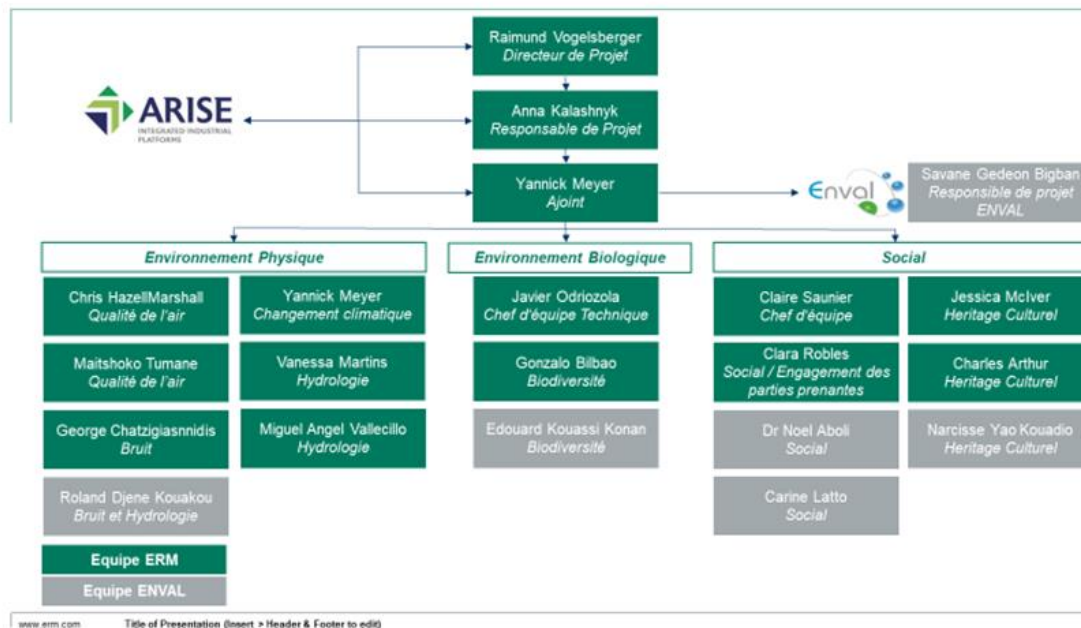 Raimund Vogelsberger
Directeur de Projet
ARISE
INTEGRATED INDUSTRIAL
PLATFORMS
Anna Kalashnyk
Responsable de Projet
Yannick Meyer
Ajoint
Enval
Savane Gedeon Bigban
Responsible de projet
ENVAL
Environnement Physique
Environnement Biologique
Social
Chris HazellMarshall
Qualité de l'air
Yannick Meyer
Changement climatique
Javier Odriozola
Chef d'équipe Technique
Claire Saunier
Chef d'équipe
Jessica McIver
Heritage Culturel
Maitshoko Tumane
Qualité de l'air
Vanessa Martins
Hydrologie
Gonzalo Bilbao
Biodiversité
Clara Robles
Social / Engagement des
parties prenantes
Charles Arthur
Heritage Culturel
George Chatzigiasnnidis
Bruit
Miguel Angel Vallecillo
Hydrologie
Edouard Kouassi Konan
Biodiversité
Dr Noel Aboli
Social
Narcisse Yao Kouadio
Heritage Culturel
Roland Djene Kouakou
Bruit et Hydrologie
Carine Latto
Social
Equipe ERM
Equipe ENVAL
www.erm.com
Title of Presentation (Insert > Header & Footer to edit)